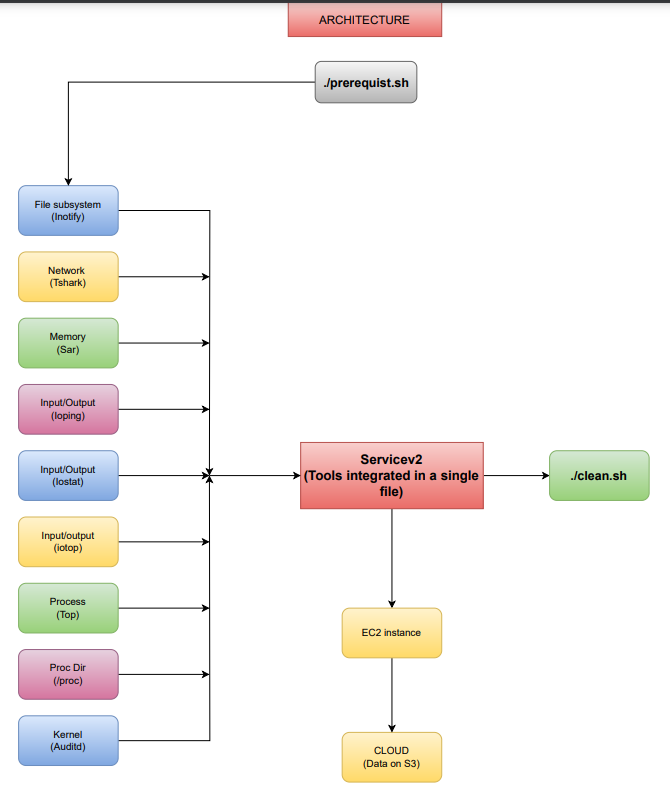 ARCHITECTURE
./prerequist.sh
File subsystem
(Inotify)
Network
(Tshark)
Memory
(Sar)
Input/Output
(Ioping)
Input/Output
(Iostat)
Input/output
(iotop)
Process
(Top)
Proc Dir
(/proc)
Kernel
(Auditd)
Servicev2
(Tools integrated in a single
file)
./clean.sh
EC2 instance
CLOUD
(Data on S3)